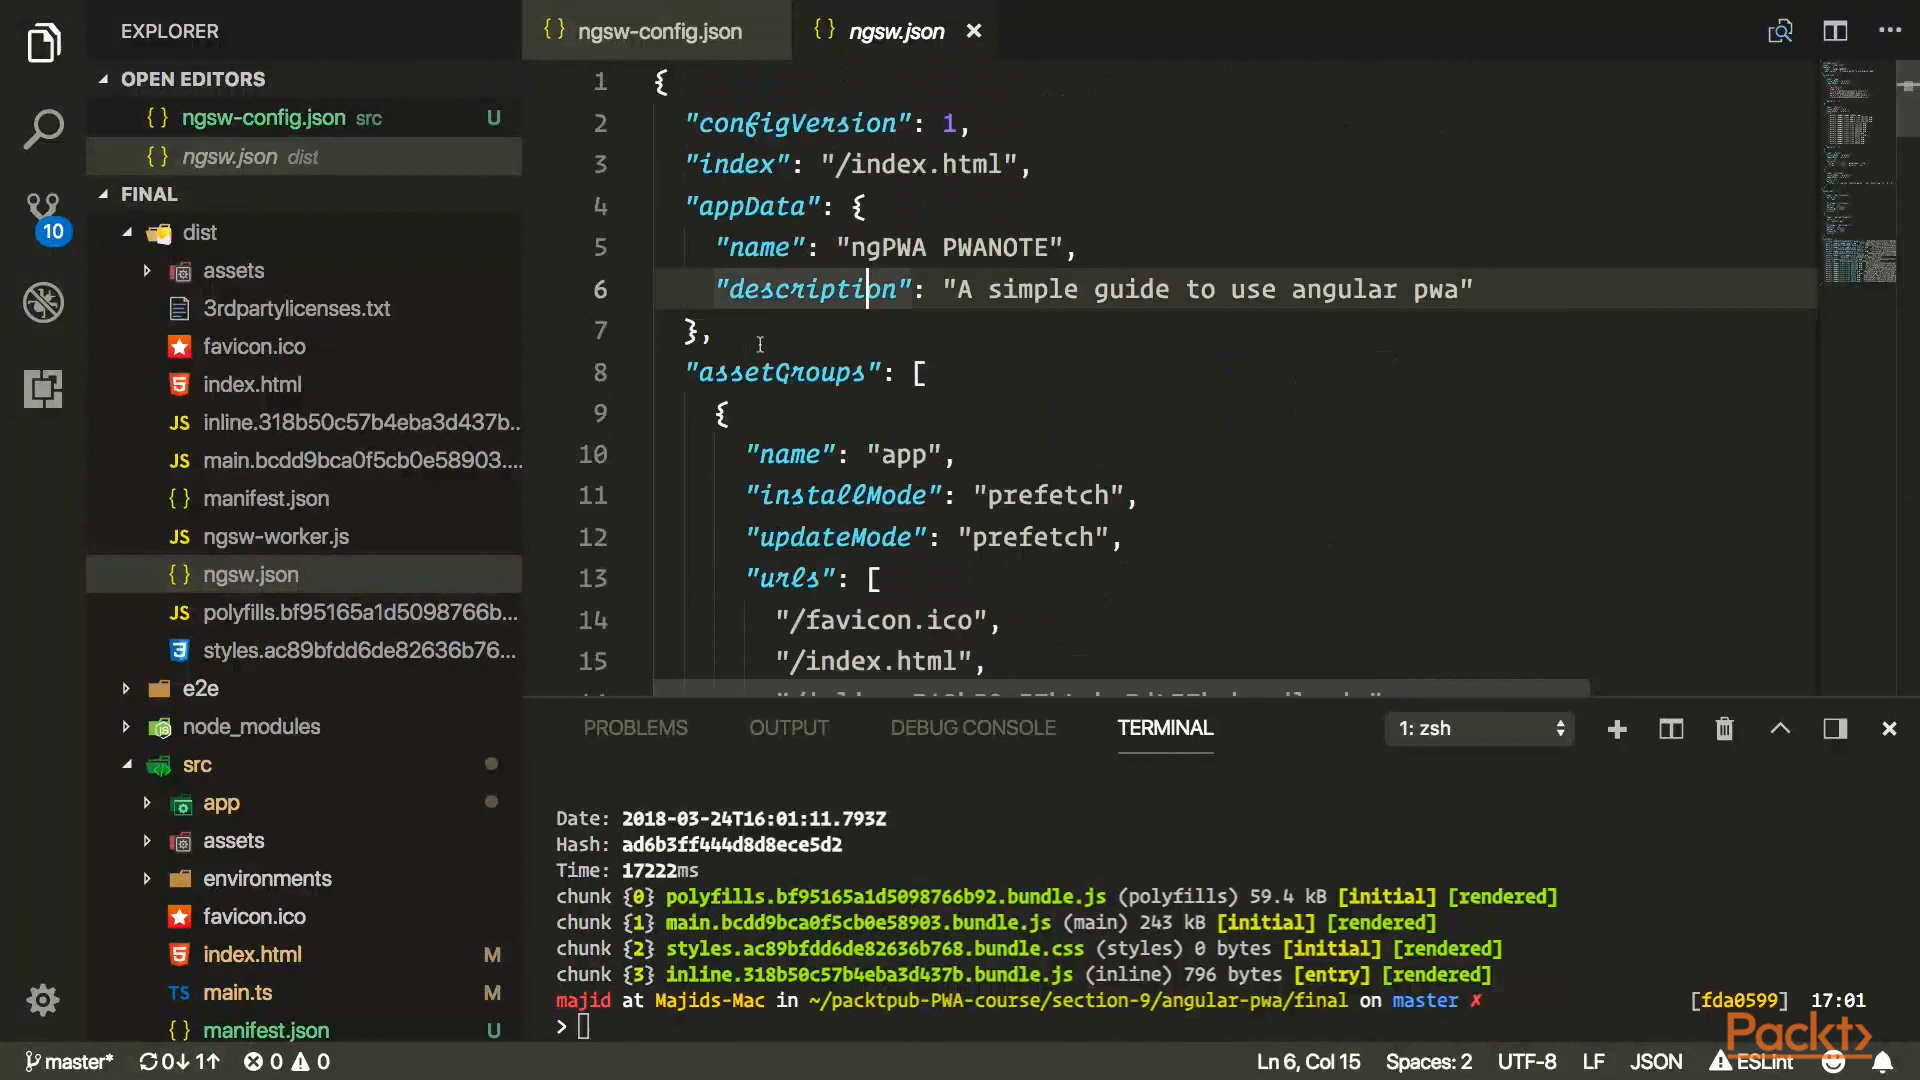 EXPLORER
OPEN EDITORS
{} ngsw-config.json src U
{} ngsw.json dist
FINAL
dist
assets
3rdpartylicenses.txt
favicon.ico
index.html
JS inline.318b50c57b4eba3d437b...
JS main.bcdd9bca0f5cb0e58903....
{} manifest.json
JS ngsw-worker.js
{} ngsw.json
JS polyfills.bf95165a1d5098766b...
styles.ac89bfdd6de82636b76...
e2e
node_modules
src
app
assets
environments
favicon.ico
index.html M
TS main.ts M
{} manifest.json U
10
{} ngsw-config.json
{} ngsw.json
1 {
2 "configVersion": 1,
3 "index": "/index.html",
4 "appData": {
5 "name": "ngPWA PWANOTE",
6 "description": "A simple guide to use angular pwa"
7 },
8 "assetGroups": [
9 {
10 "name": "app",
11 "installMode": "prefetch",
12 "updateMode": "prefetch",
13 "urls": [
14 "/favicon.ico",
15 "/index.html",
PROBLEMS OUTPUT DEBUG CONSOLE TERMINAL 1: zsh
Date: 2018-03-24T16:01:11.793Z
Hash: ad6b3ff444d8d8ece5d2
Time: 17222ms
chunk {0} polyfills.bf95165a1d5098766b92.bundle.js (polyfills) 59.4 kB [initial] [rendered]
chunk {1} main.bcdd9bca0f5cb0e58903.bundle.js (main) 243 kB [initial] [rendered]
chunk {2} styles.ac89bfdd6de82636b768.bundle.css (styles) 0 bytes [initial] [rendered]
chunk {3} inline.318b50c57b4eba3d437b.bundle.js (inline) 796 bytes [entry] [rendered]
majid at Majids-Mac in ~/packtpub-PWA-course/section-9/angular-pwa/final on master ✗ [fda0599] 17:01
>
Packt>
master* 0↓ 1↑ 0 0 Ln 6, Col 15 Spaces: 2 UTF-8 LF JSON ESLint